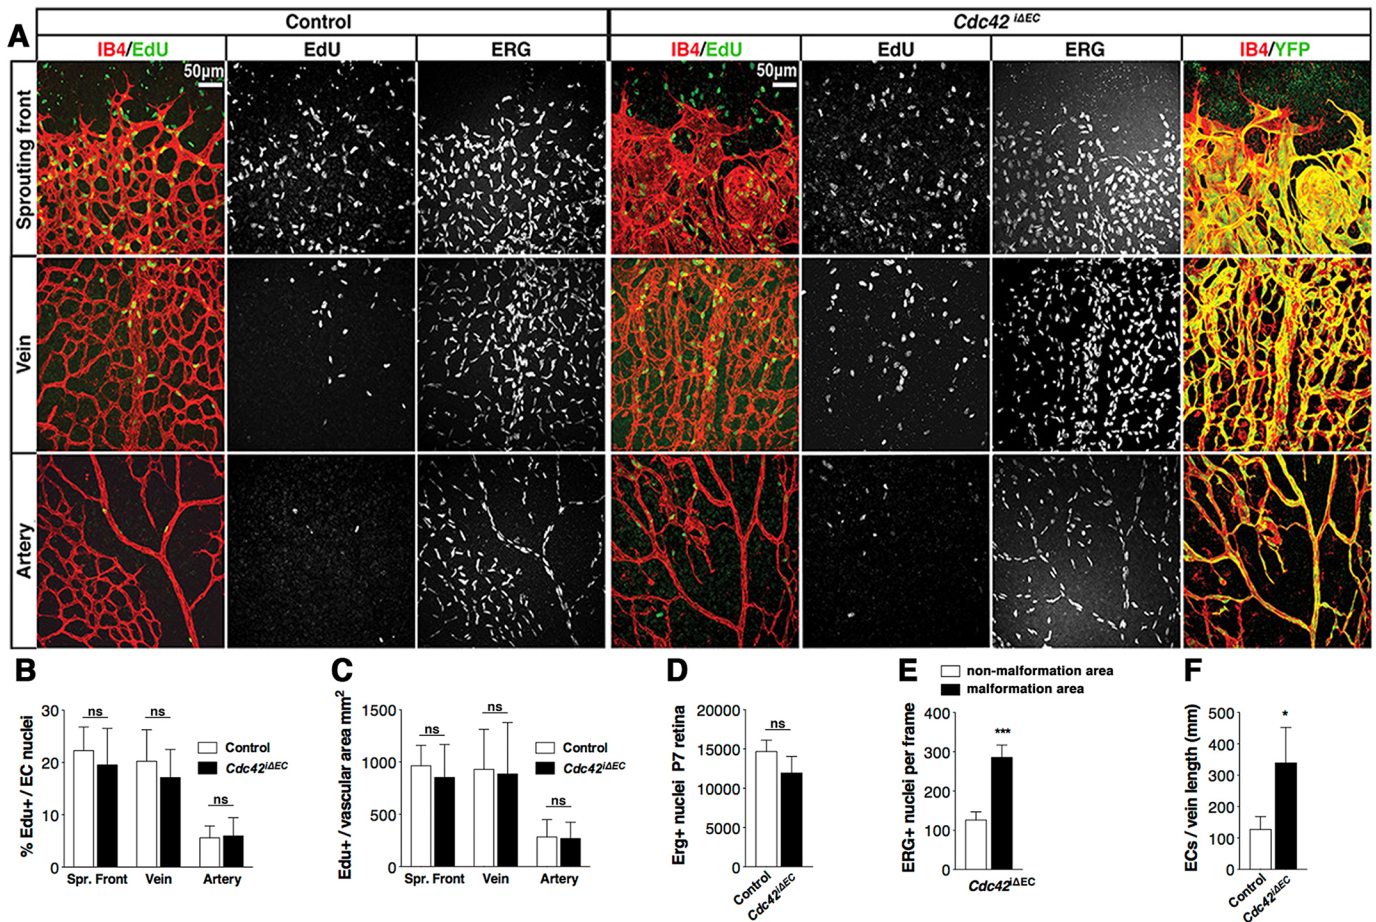 A
Control
Cdc42 iΔEC
IB4/EdU
EdU
ERG
IB4/EdU
EdU
ERG
IB4/YFP
Sprouting front
50µm
50µm
Vein
Artery
B
% Edu+ / EC nuclei
30
20
10
0
ns
ns
ns
Control
Cdc42iΔEC
Spr. Front
Vein
Artery
C
Edu+ / vascular area mm2
1500
1000
500
0
ns
ns
ns
Control
Cdc42iΔEC
Spr. Front
Vein
Artery
D
Erg+ nuclei P7 retina
20000
15000
10000
5000
0
ns
Control
Cdc42iΔEC
E
non-malformation area
malformation area
ERG+ nuclei per frame
400
300
200
100
0
***
Cdc42iΔEC
F
ECs / vein length (mm)
500
400
300
200
100
0
*
Control
Cdc42iΔEC